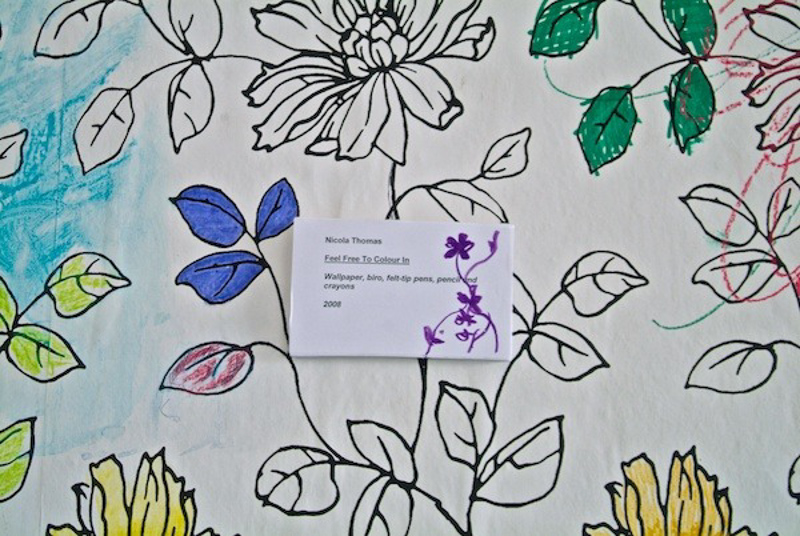 Nicola Thomas
Feel Free To Colour In
Wallpaper, biro, felt-tip pens, pencil and
crayons
2008